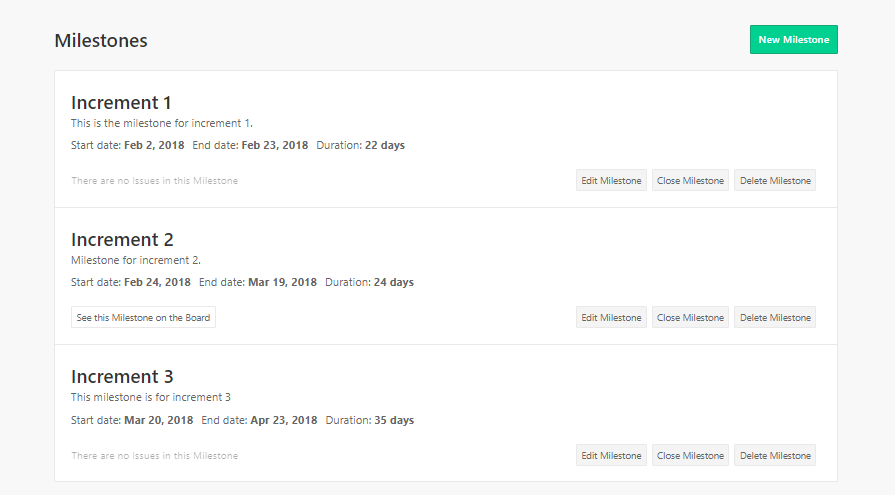 Milestones
New Milestone
Increment 1
This is the milestone for increment 1.
Start date: Feb 2, 2018 End date: Feb 23, 2018 Duration: 22 days
There are no Issues in this Milestone
Edit Milestone Close Milestone Delete Milestone
Increment 2
Milestone for increment 2.
Start date: Feb 24, 2018 End date: Mar 19, 2018 Duration: 24 days
See this Milestone on the Board
Edit Milestone Close Milestone Delete Milestone
Increment 3
This milestone is for increment 3
Start date: Mar 20, 2018 End date: Apr 23, 2018 Duration: 35 days
There are no Issues in this Milestone
Edit Milestone Close Milestone Delete Milestone